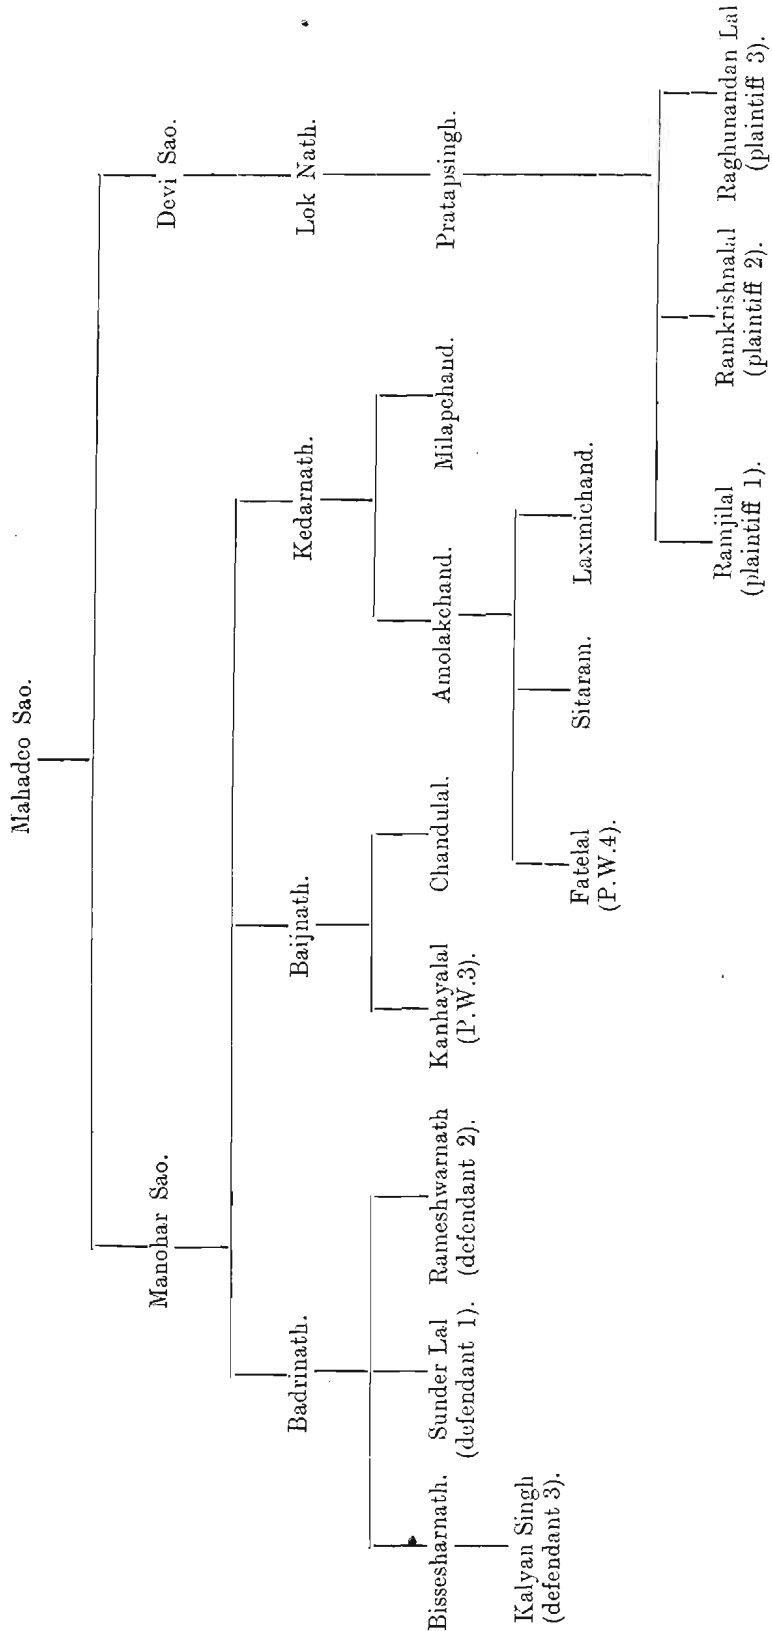 Mahadeo Sao.
Manohar Sao.
Devi Sao.
Badrinath.
Baijnath.
Kedarnath.
Lok Nath.
Bissesharnath.
Sunder Lal
(defendant 1).
Rameshwarnath
(defendant 2).
Kanhayalal
(P.W.3).
Chandulal.
Amolakchand.
Milapchand.
Pratapsingh.
Kalyan Singh
(defendant 3).
Fatelal
(P.W.4).
Sitaram.
Laxmichand.
Ramjilal
(plaintiff 1).
Ramkrishnalal
(plaintiff 2).
Raghunandan Lal
(plaintiff 3).